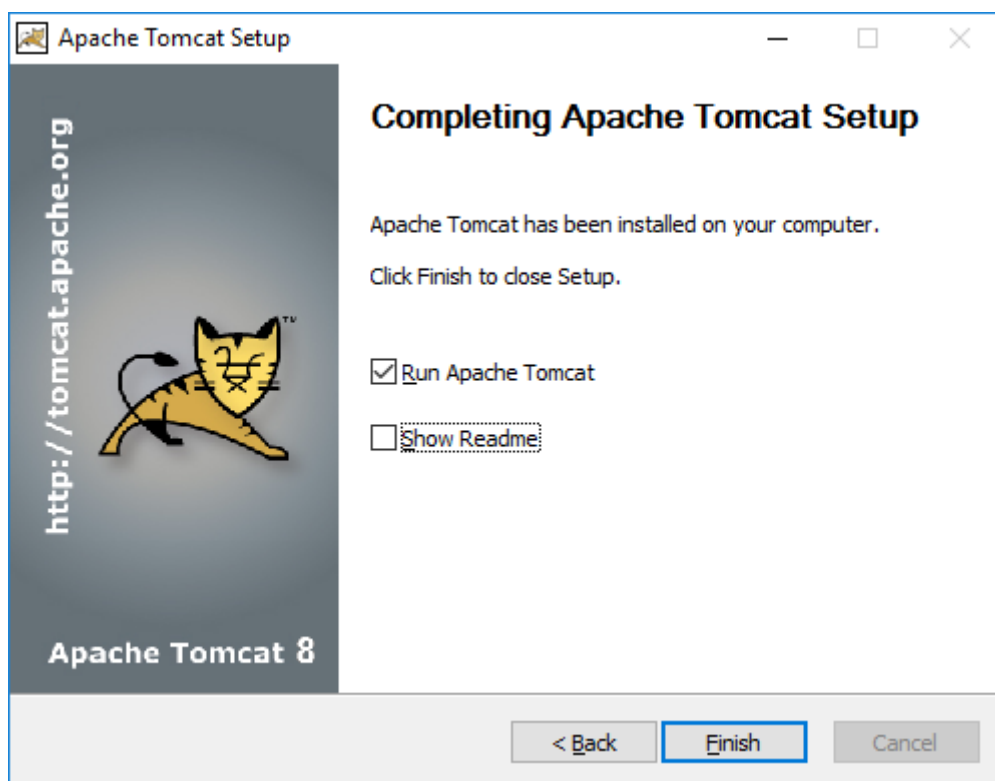 Apache Tomcat Setup
http://tomcat.apache.org
Apache Tomcat 8
Completing Apache Tomcat Setup
Apache Tomcat has been installed on your computer.
Click Finish to close Setup.
Run Apache Tomcat
Show Readme
< Back
Finish
Cancel
TM